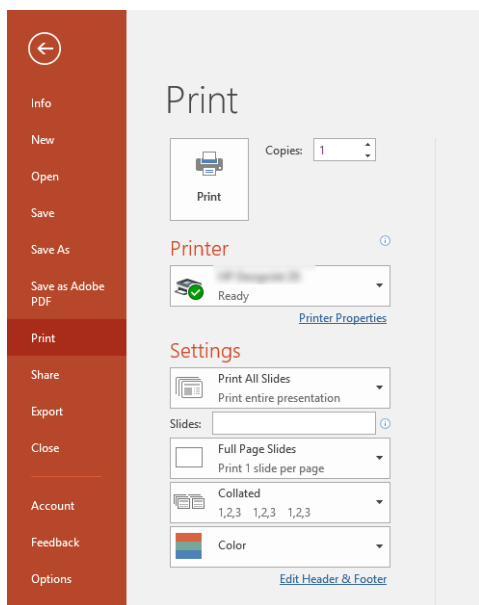 Info
New
Open
Save
Save As
Save as Adobe
PDF
Print
Share
Export
Close
Account
Feedback
Options
Print
Print
Copies: 1
Printer
Ready
Printer Properties
Settings
Print All Slides
Print entire presentation
Slides:
Full Page Slides
Print 1 slide per page
Collated
1,2,3 1,2,3 1,2,3
Color
Edit Header & Footer